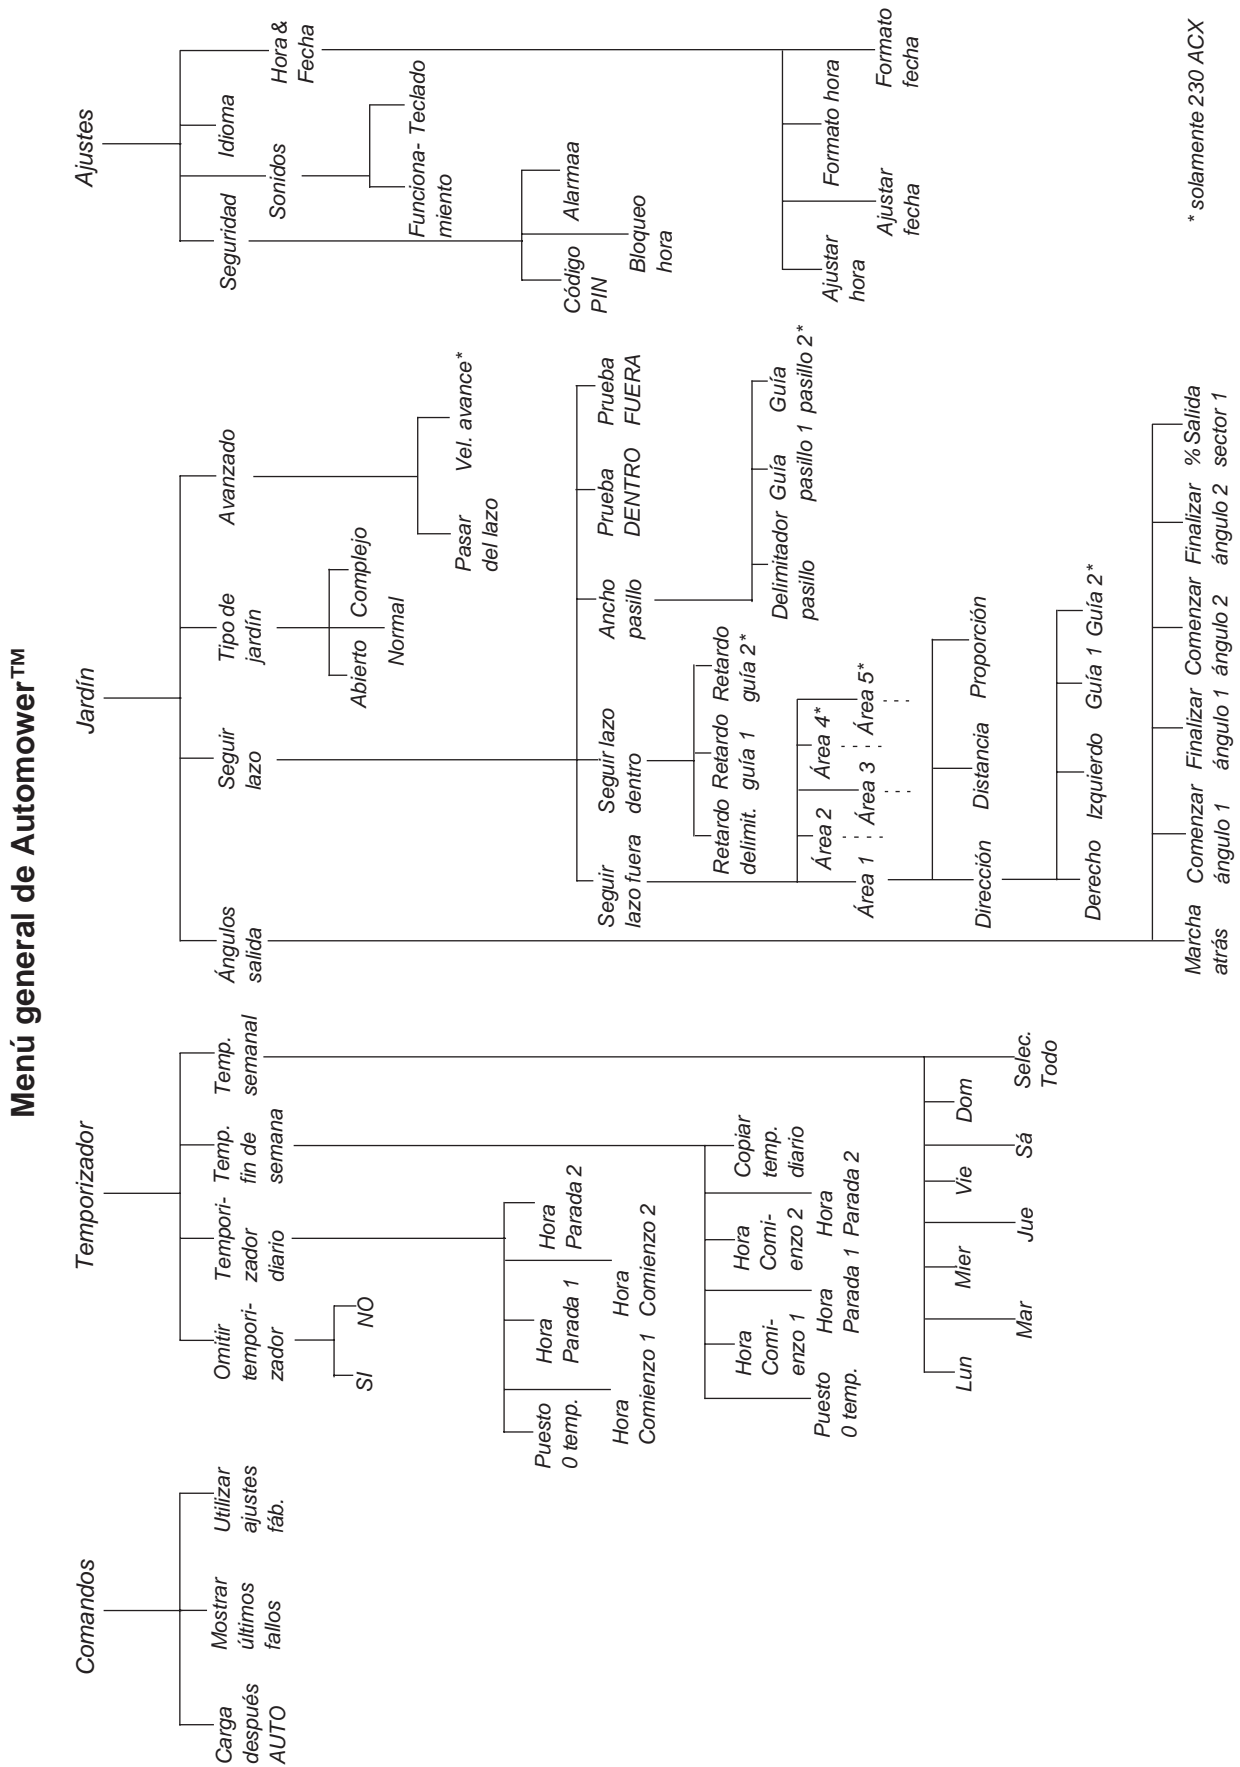 Menú general de Automower™
Comandos
Carga
después
AUTO
Mostrar
últimos
fallos
Utilizar
ajustes
fáb.
Temporizador
Omitir
tempori-
zador
SI
NO
Tempori-
zador
diario
Puesto
0 temp.
Hora
Comienzo 1
Hora
Parada 1
Hora
Comienzo 2
Hora
Parada 2
Temp.
fin de
semana
Puesto
0 temp.
Hora
Comi-
enzo 1
Hora
Parada 1
Hora
Comi-
enzo 2
Hora
Parada 2
Copiar
temp.
diario
Temp.
semanal
Lun
Mar
Mier
Jue
Vie
Sá
Dom
Selec.
Todo
Jardín
Ángulos
salida
Marcha
atrás
Comenzar
ángulo 1
Finalizar
ángulo 1
Comenzar
ángulo 2
Finalizar
ángulo 2
%Salida
sector 1
Seguir
lazo
Seguir
lazo fuera
Área 1
Área 2
Área 3
Área 4*
Área 5*
Dirección
Distancia
Proporción
Derecho
Izquierdo
Guía 1
Guía 2*
Seguir lazo
dentro
Retardo
delimit.
Retardo
guía 1
Retardo
guía 2*
Ancho
pasillo
Delimitador
pasillo
Guía
pasillo 1
Guía
pasillo 2*
Prueba
DENTRO
Prueba
FUERA
Tipo de
jardín
Abierto
Normal
Complejo
Avanzado
Pasar
del lazo
Vel. avance*
Ajustes
Seguridad
Código
PIN
Bloqueo
hora
Alarmaa
Sonidos
Funciona-
miento
Teclado
Idioma
Hora &
Fecha
Ajustar
hora
Ajustar
fecha
Formato hora
Formato
fecha
* solamente 230 ACX